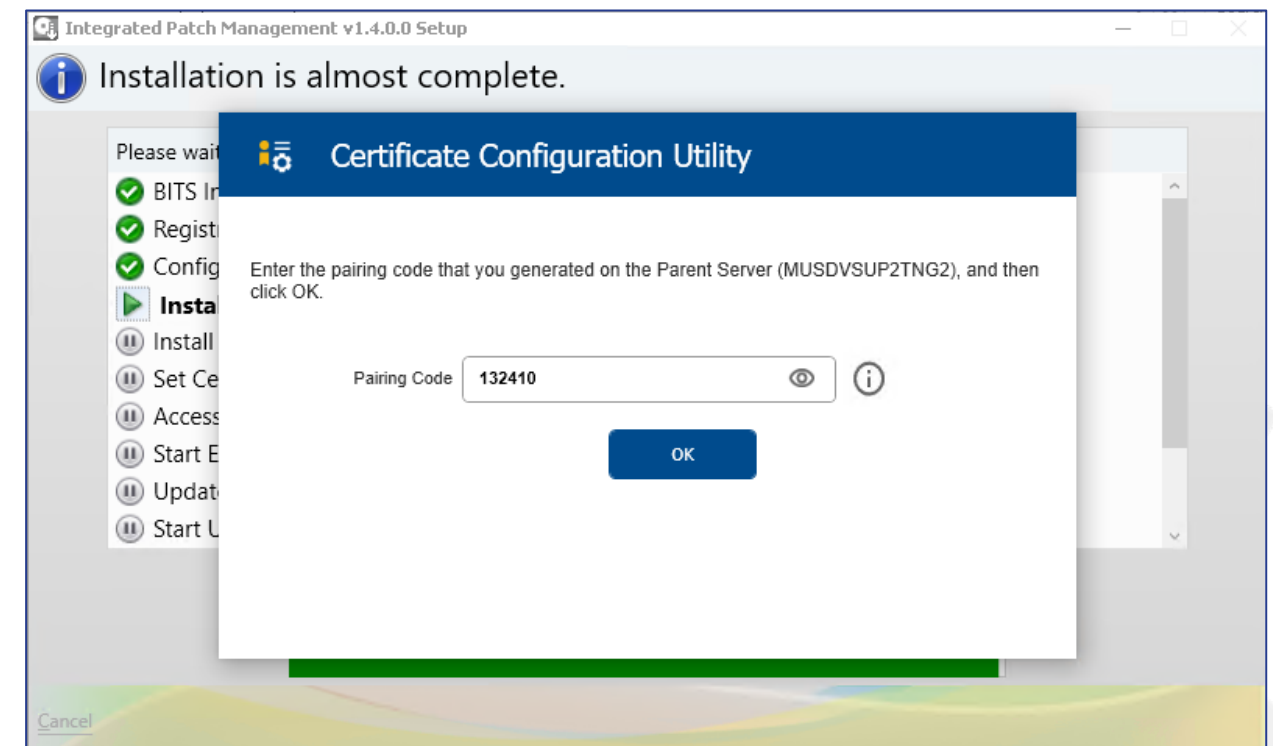 Integrated Patch Management v1.4.0.0 Setup
Installation is almost complete.
Please wait
Certificate Configuration Utility
BITS
Regist
Config
Enter the pairing code that you generated on the Parent Server (MUSDVSUP2TNG2), and then
click OK.
Insta
Install
Set Ce
Pairing Code 132410
Access
Start E
OK
Updat
Start U
Cancel